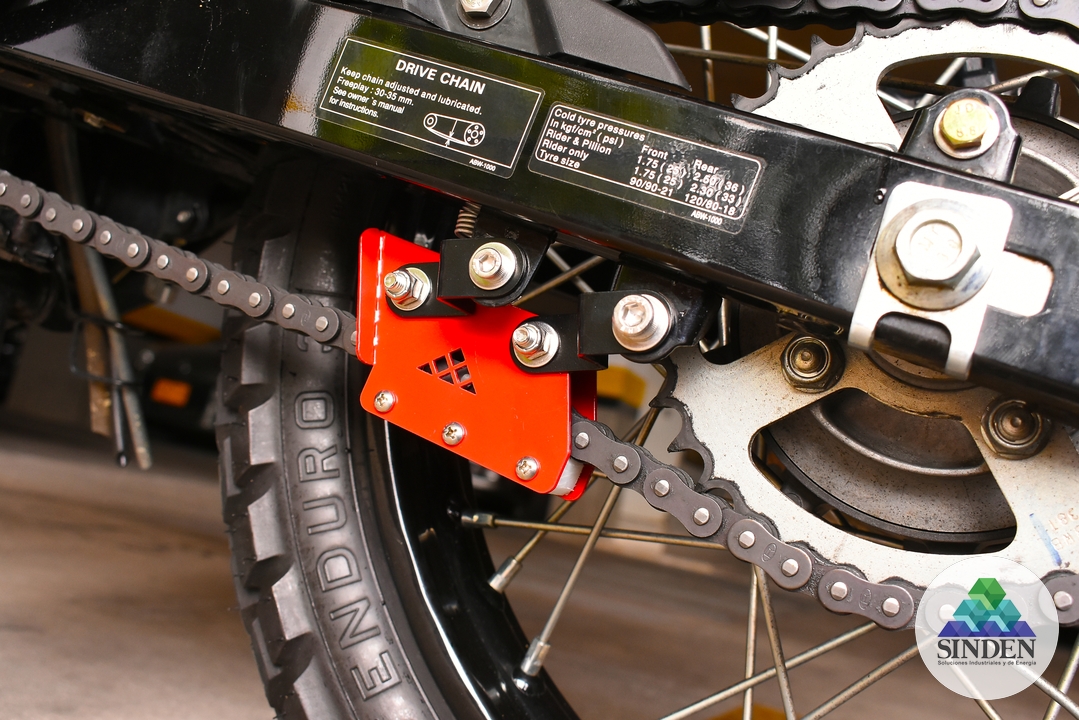 DRIVE CHAIN
Keep chain adjusted and lubricated.
Freeplay : 30-35 mm.
See owner's manual
for instructions.
ABW-1000
Cold tyre pressures
In kgf/cm² ( psi )
Front Rear
Rider & Pillion 1.75 ( 25 ) 2.50 ( 36 )
Rider only 1.75 ( 25 ) 2.30 ( 33 )
Tyre size 90/90-21 120/80-18
ABW-1000
ENDURO
SINDEN
Soluciones Industriales y de Energía